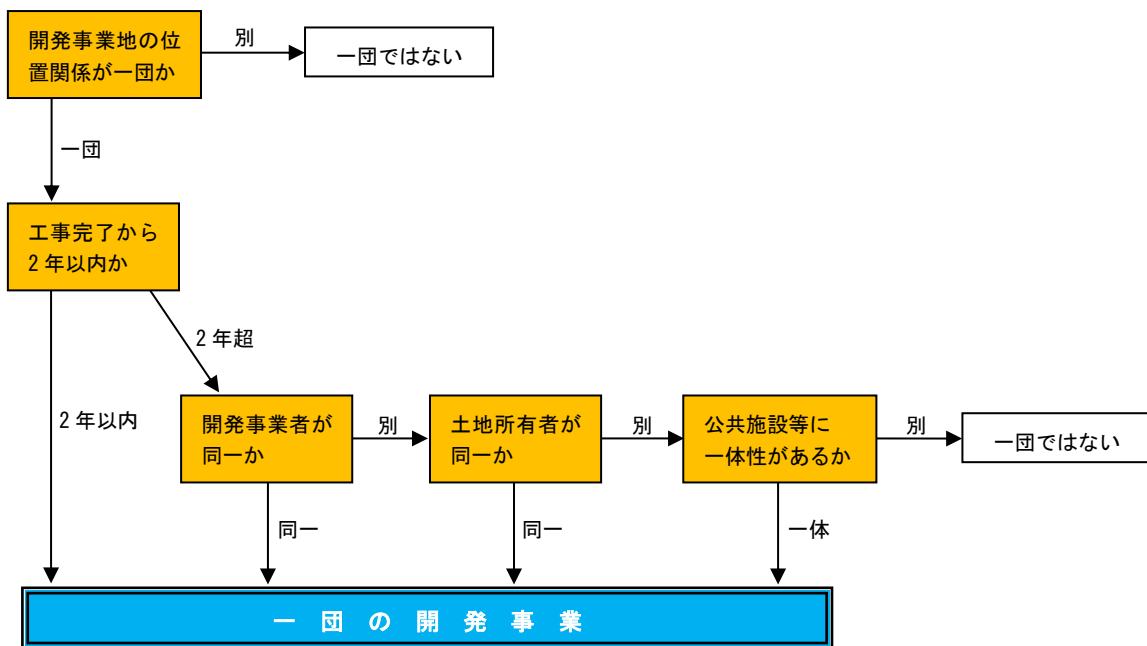 開発事業地の位
置関係が一団か
別
一団ではない
一団
工事完了から
2 年以内か
2 年超
2 年以内
開発事業者が
同一か
別
土地所有者が
同一か
別
公共施設等に
一体性があるか
別
一団ではない
同一
同一
一体
一 団 の 開 発 事 業